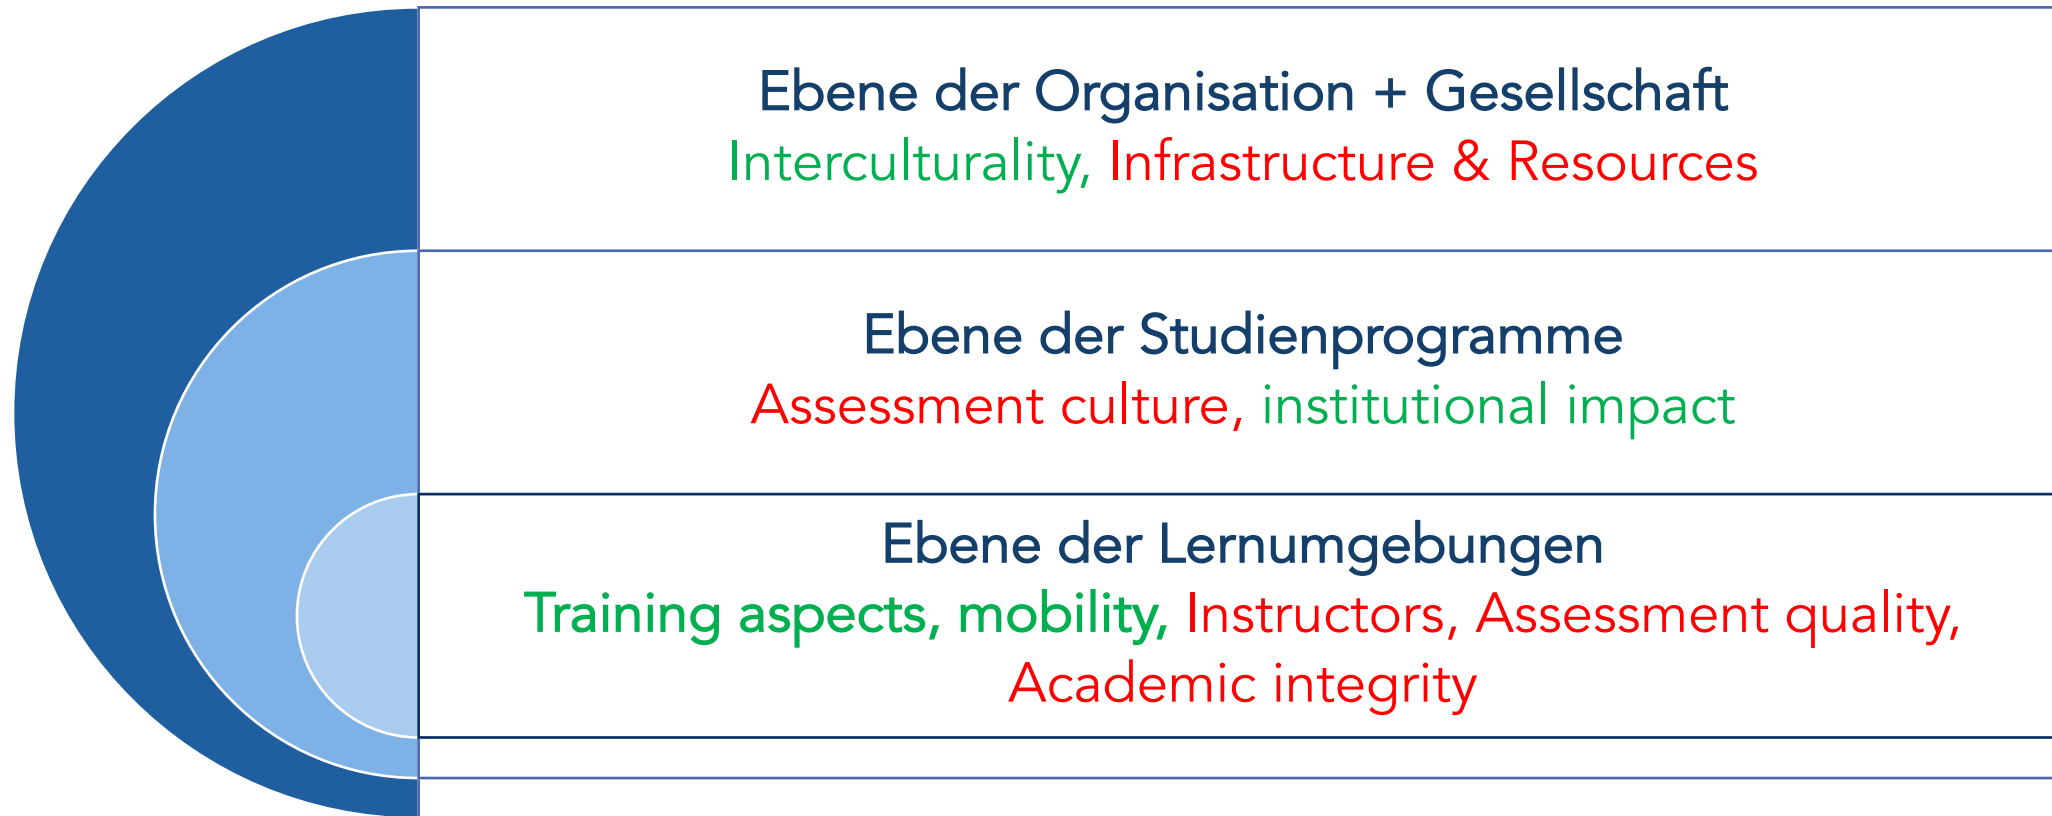 Ebene der Organisation + Gesellschaft
Interculturality, Infrastructure & Resources
Ebene der Studienprogramme
Assessment culture, institutional impact
Ebene der Lernumgebungen
Training aspects, mobility, Instructors, Assessment quality,
Academic integrity